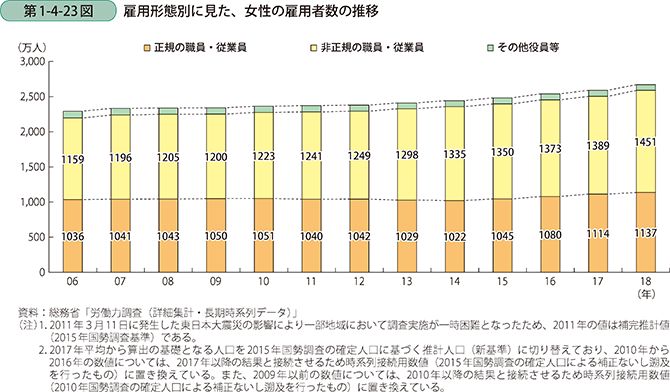 第1-4-23図 雇用形態別に見た、女性の雇用者数の推移
(万人) 正規の職員・従業員 非正規の職員・従業員 その他役員等
3,000
2,500
2,000
1,500
1,000
500
0
1159 1196 1205 1200 1223 1241 1249 1298 1335 1350 1373 1389 1451
1036 1041 1043 1050 1051 1040 1042 1029 1022 1045 1080 1114 1137
06 07 08 09 10 11 12 13 14 15 16 17 18
(年)
資料：総務省「労働力調査（詳細集計・長期時系列データ）」
(注)1. 2011年3月11日に発生した東日本大震災の影響により一部地域において調査実施が一時困難となったため、2011年の値は補完推計値
（2015年国勢調査基準）である。
2. 2017年平均から算出の基礎となる人口を2015年国勢調査の確定人口に基づく推計人口（新基準）に切り替えており、2010年から
2016年の数値については、2017年以降の結果と接続させるため時系列接続用数値（2015年国勢調査の確定人口による補正ないし遡及
を行ったもの）に置き換えている。また、2009年以前の数値については、2010年以降の結果と接続させるため時系列接続用数値
（2010年国勢調査の確定人口による補正ないし遡及を行ったもの）に置き換えている。